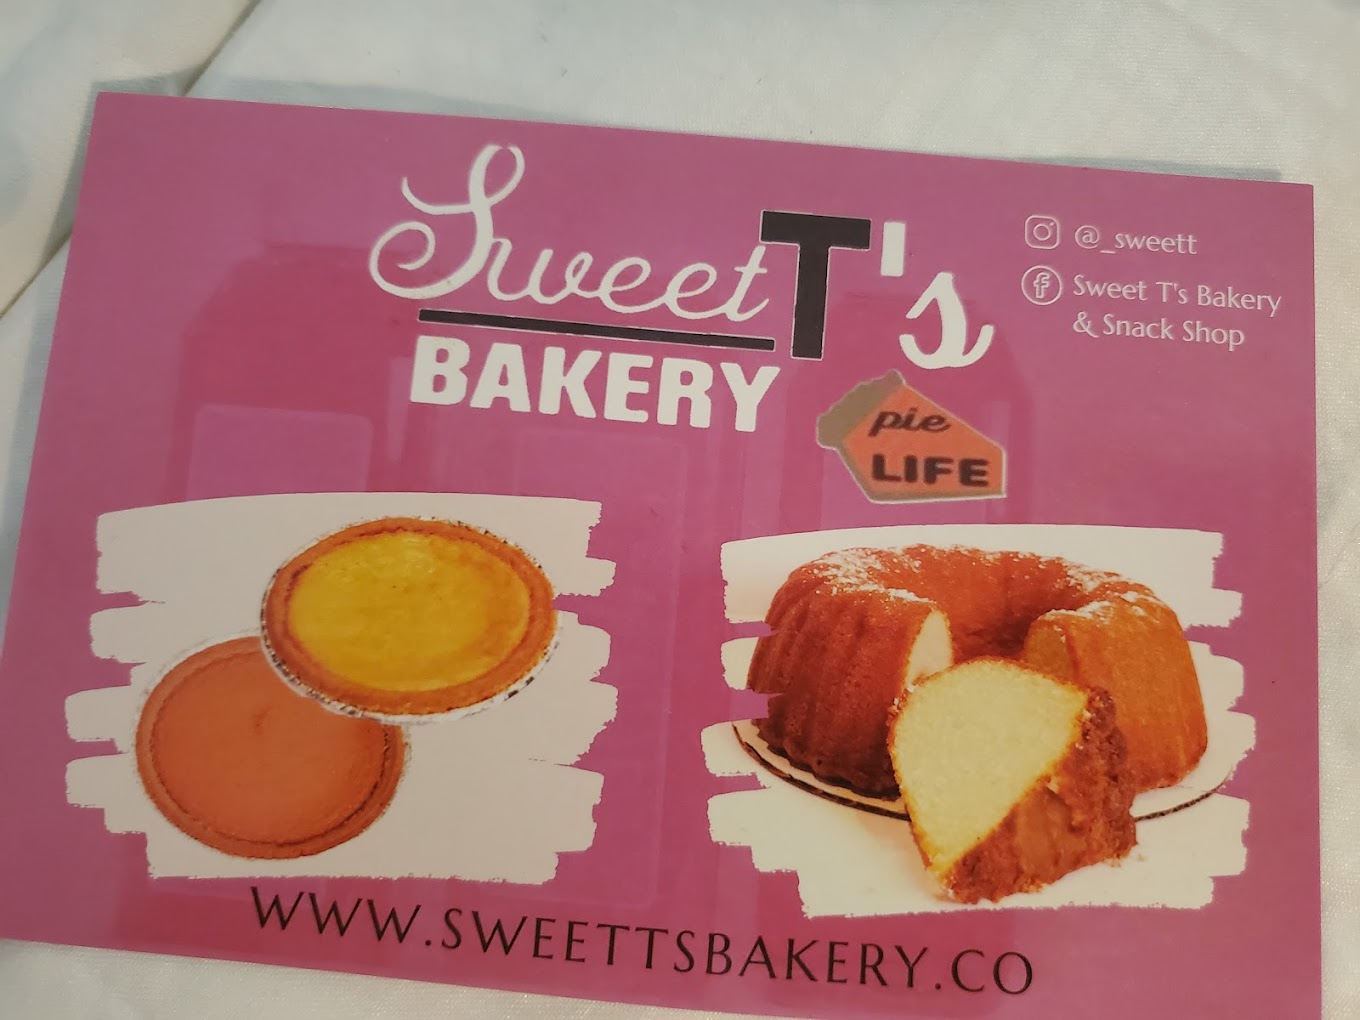 Sweet T's
BAKERY
pie
LIFE
@_sweett
Sweet T's Bakery
& Snack Shop
WWW.SWEETTSBAKERY.CO